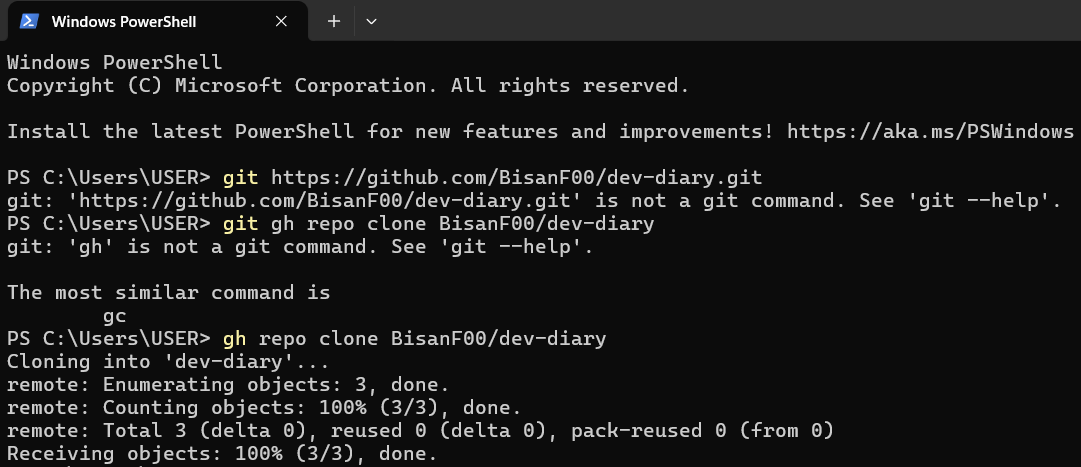 Windows PowerShell
Windows PowerShell
Copyright (C) Microsoft Corporation. All rights reserved.
Install the latest PowerShell for new features and improvements! https://aka.ms/PSWindows
PS C:\Users\USER> git https://github.com/BisanF00/dev-diary.git
git: 'https://github.com/BisanF00/dev-diary.git' is not a git command. See 'git --help'.
PS C:\Users\USER> git gh repo clone BisanF00/dev-diary
git: 'gh' is not a git command. See 'git --help'.
The most similar command is
gc
PS C:\Users\USER> gh repo clone BisanF00/dev-diary
Cloning into 'dev-diary'...
remote: Enumerating objects: 3, done.
remote: Counting objects: 100% (3/3), done.
remote: Total 3 (delta 0), reused 0 (delta 0), pack-reused 0 (from 0)
Receiving objects: 100% (3/3), done.